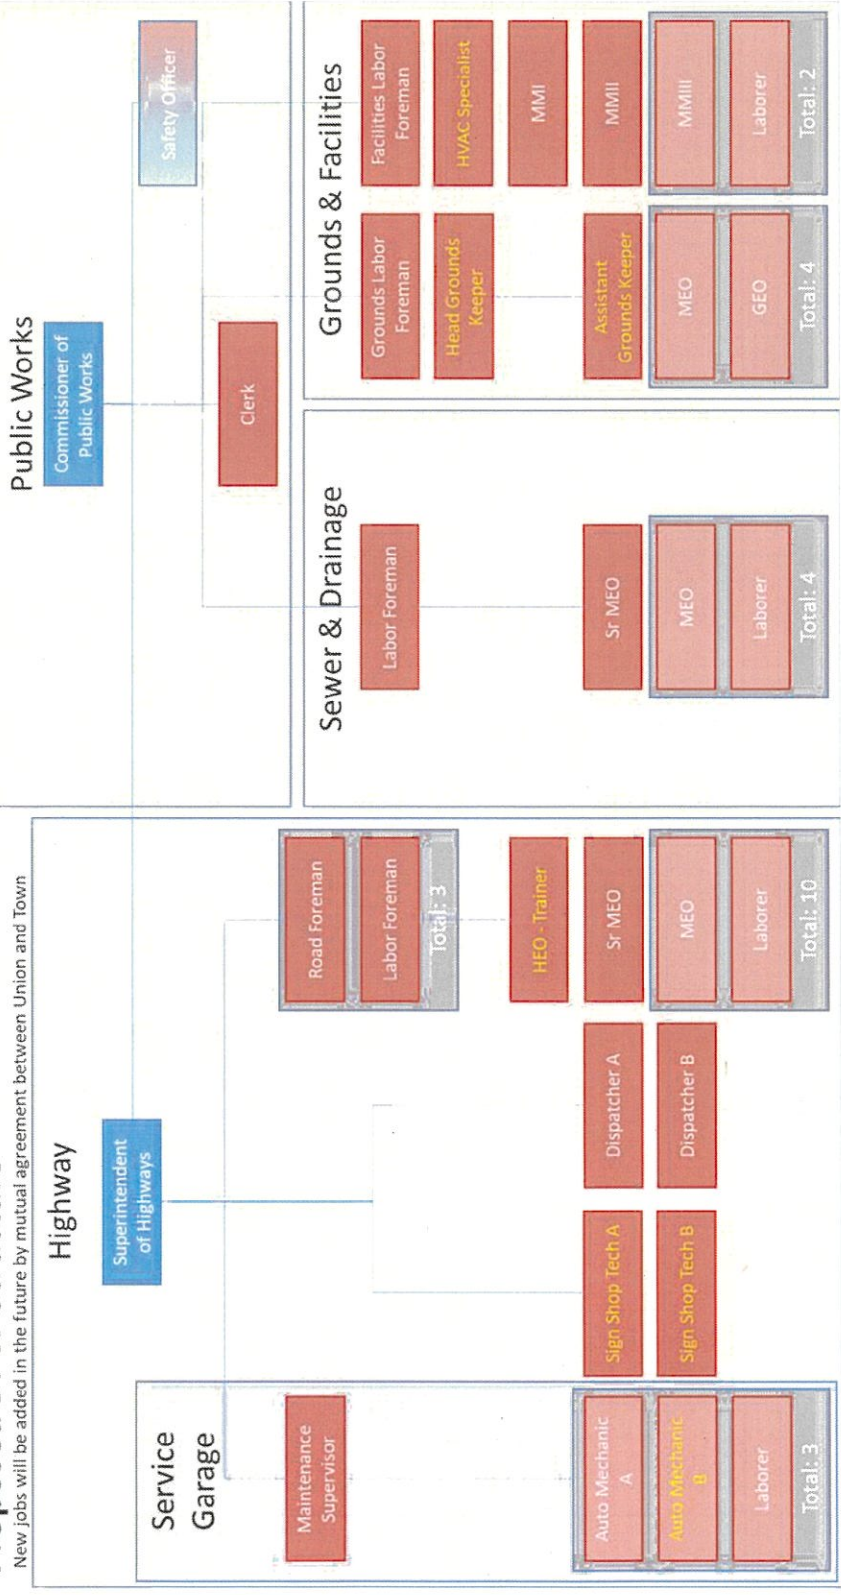 New jobs will be added in the future by mutual agreement between Union and Town
Highway
Superintendent
of Highways
Service
Garage
Maintenance
Supervisor
Auto Mechanic
A
Auto Mechanic
B
Laborer
Total: 3
Sign Shop Tech A
Sign Shop Tech B
Dispatcher A
Dispatcher B
Road Foreman
Labor Foreman
Total: 3
HEO - Trainer
Sr MEO
MEO
Laborer
Total: 10
Public Works
Commissioner of
Public Works
Safety Officer
Clerk
Sewer & Drainage
Labor Foreman
Sr MEO
MEO
Laborer
Total: 4
Grounds & Facilities
Grounds Labor
Foreman
Head Grounds
Keeper
Assistant
Grounds Keeper
MEO
GEO
Total: 4
Facilities Labor
Foreman
HVAC Specialist
MMI
MMII
MMIII
Laborer
Total: 2